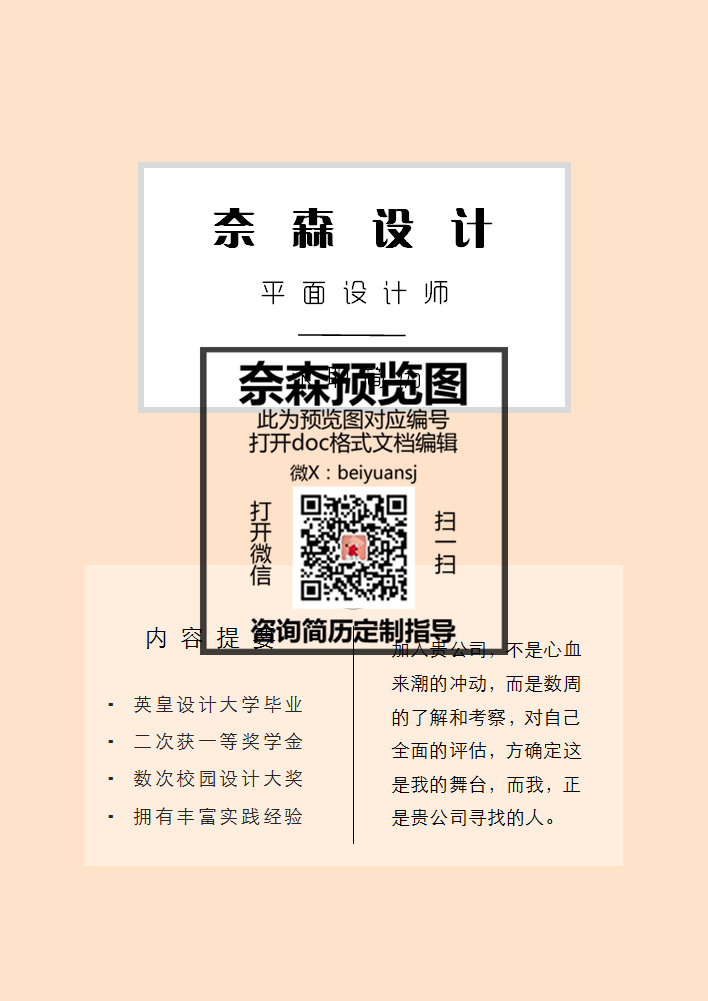 奈森设计
平面设计师
奈森预览图
此为预览图对应编号
打开doc格式文档编辑
微X：beiyuansj
打开微信
扫一扫
咨询简历定制指导
内容提要
▪ 英皇设计大学毕业
▪ 二次获一等奖学金
▪ 数次校园设计大奖
▪ 拥有丰富实践经验
加入贵公司，不是心血
来潮的冲动，而是数周
的了解和考察，对自己
全面的评估，方确定这
是我的舞台，而我，正
是贵公司寻找的人。